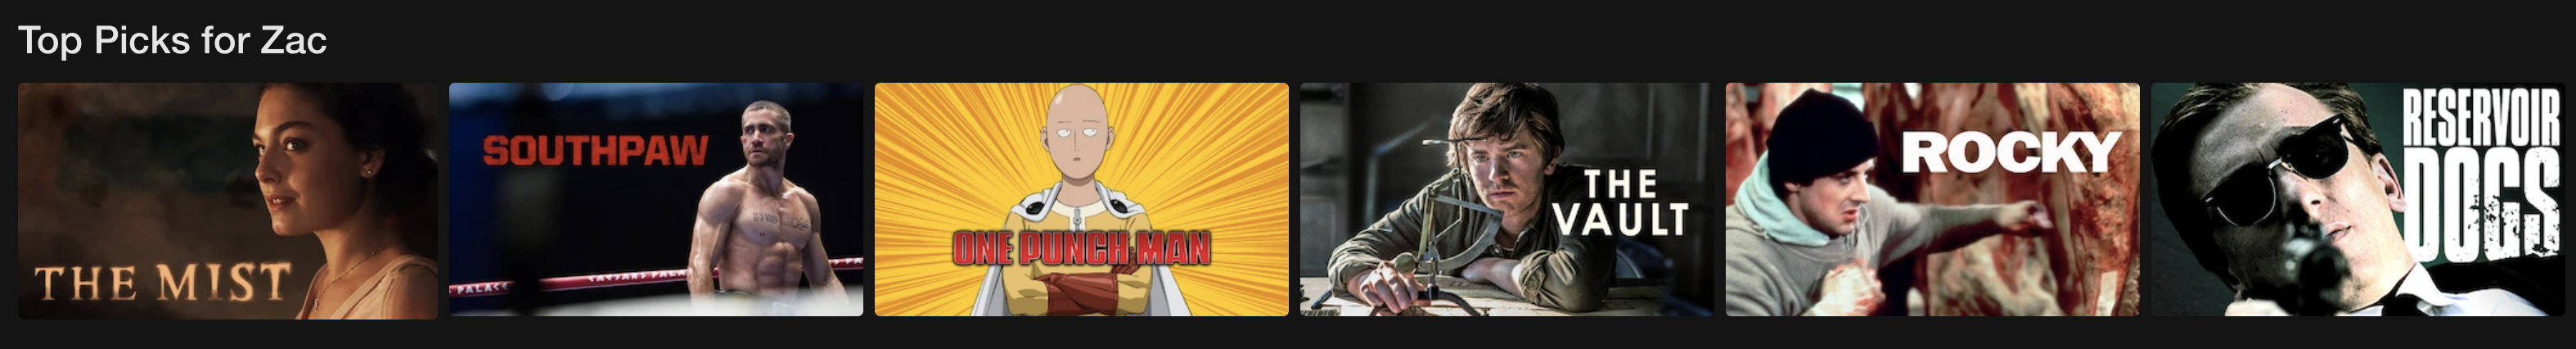 Top Picks for Zac
THE MIST
SOUTHPAW
ONE PUNCH MAN
THE
VAULT
ROCKY
RESERVOIR
DOGS